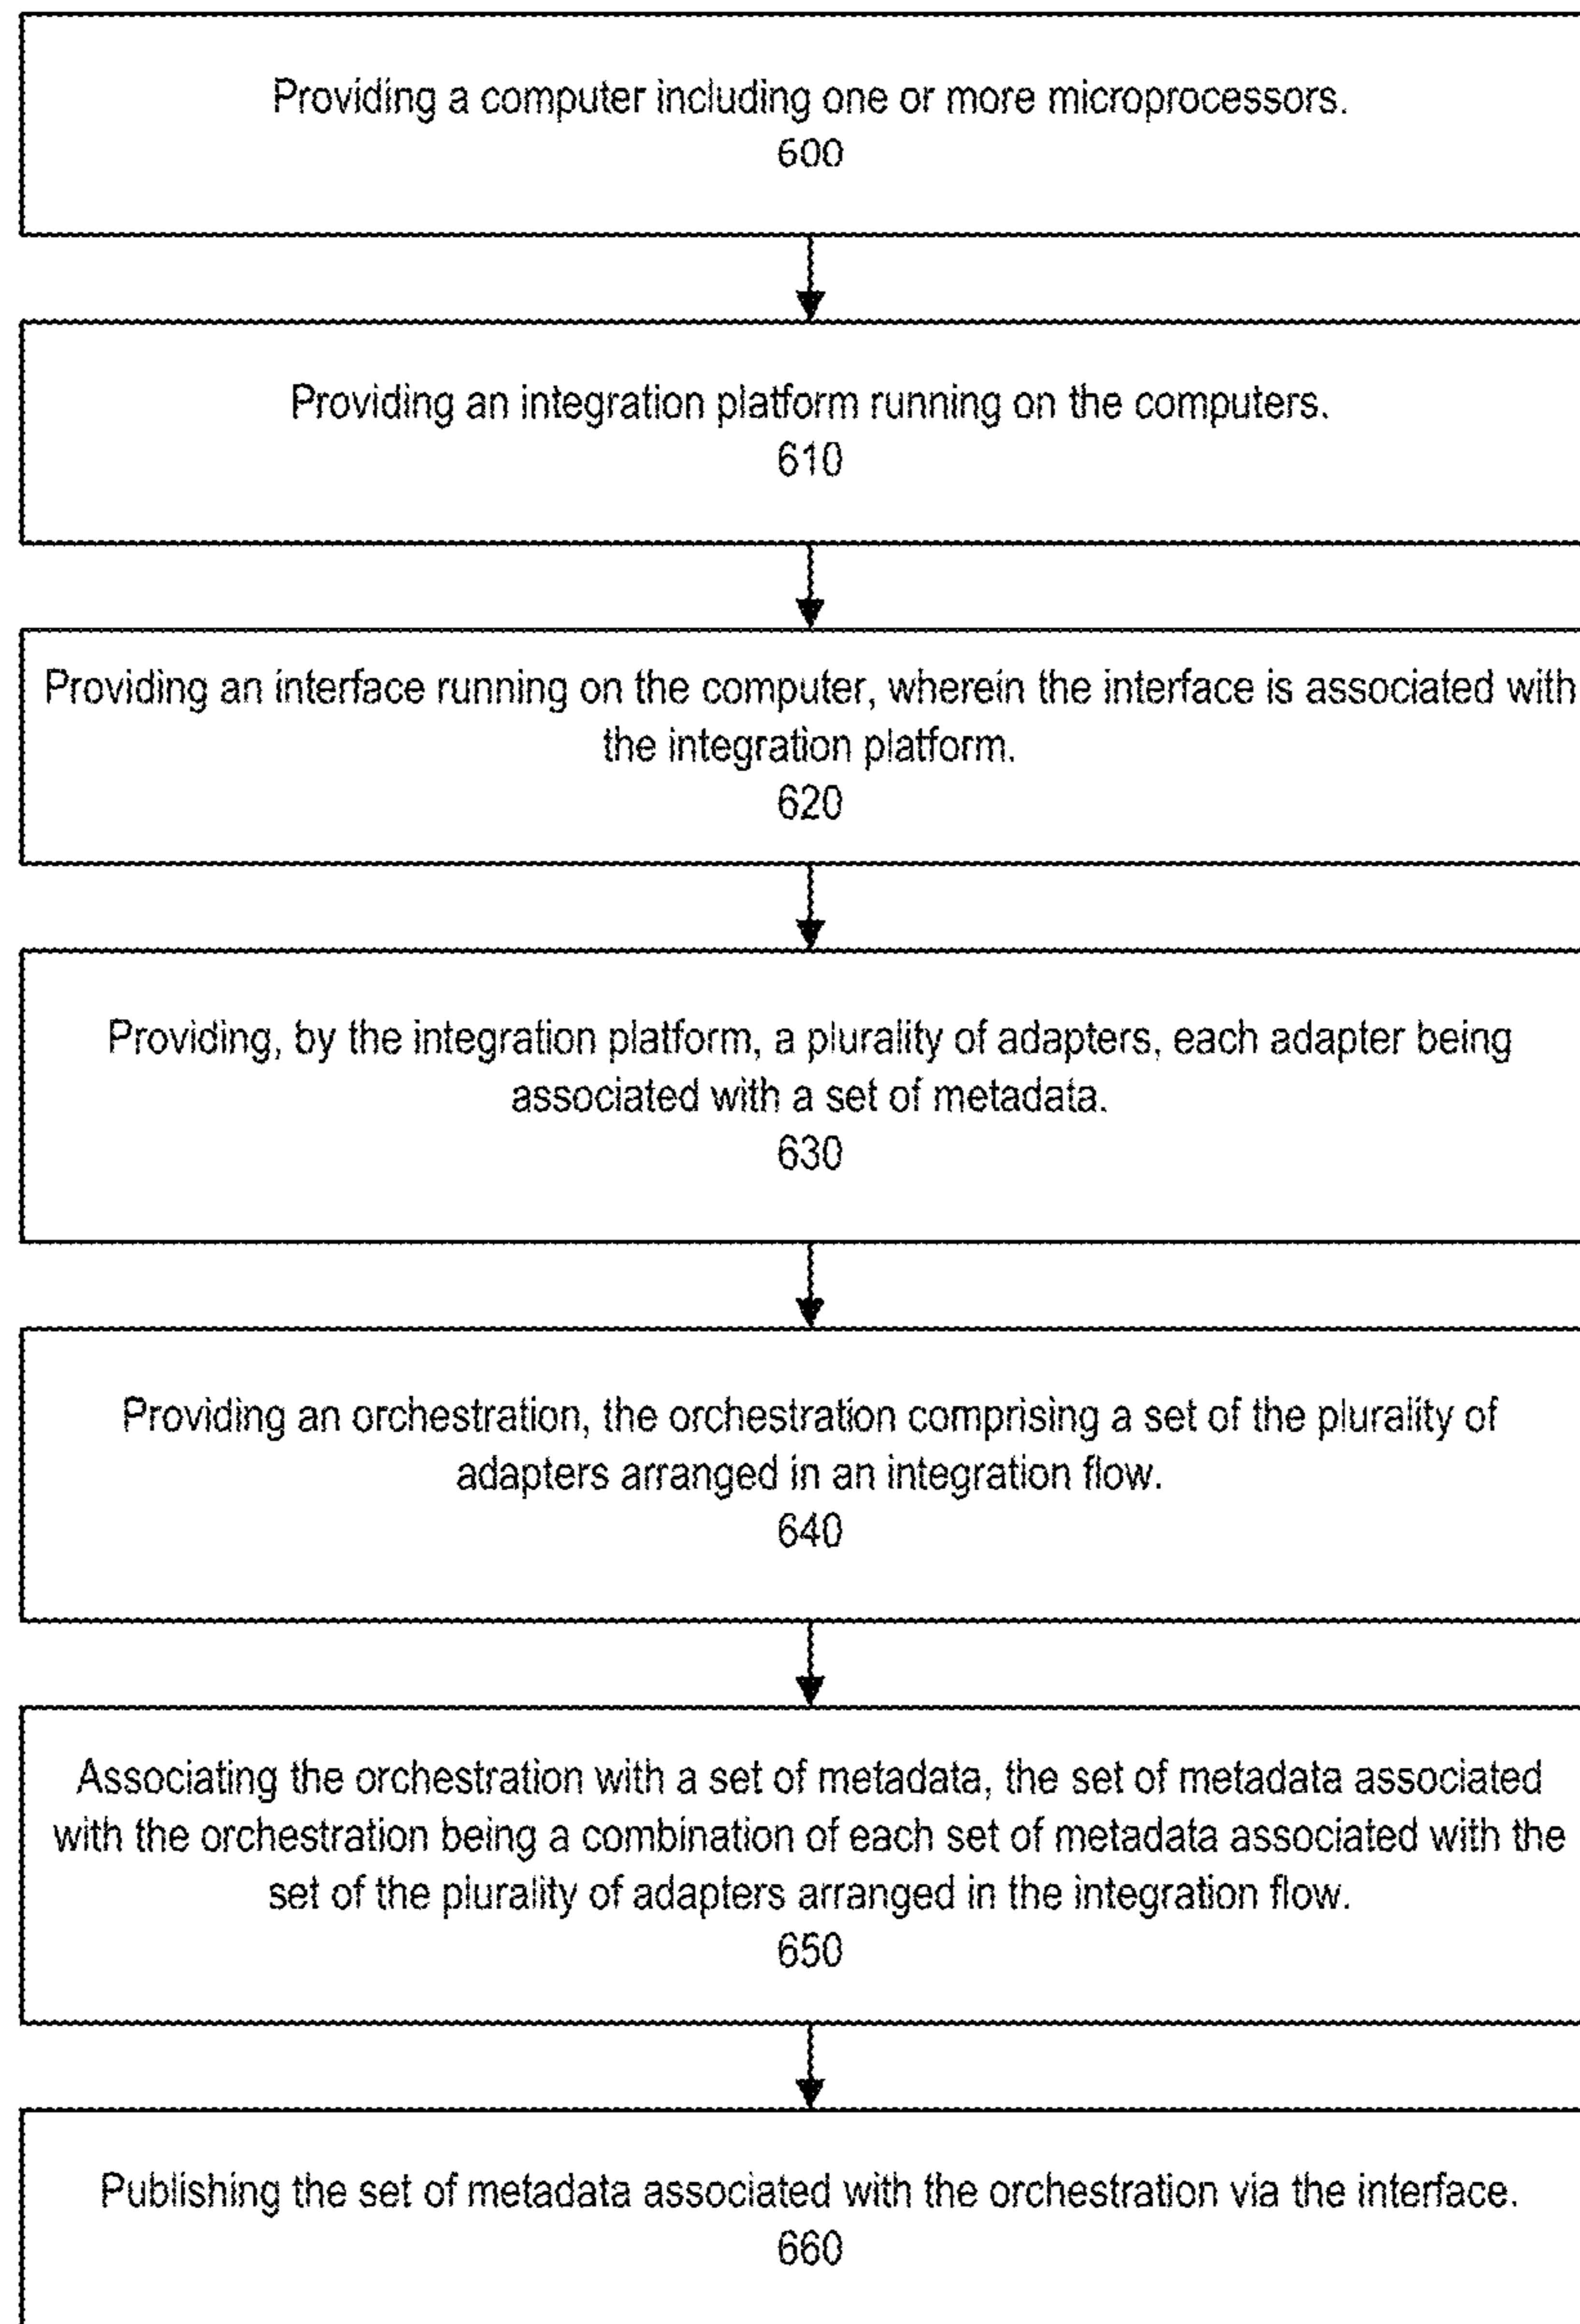 Providing a computer including one or more microprocessors.
600
Providing an integration platform running on the computers.
610
Providing an interface running on the computer, wherein the interface is associated with
the integration platform.
620
Providing, by the integration platform, a plurality of adapters, each adapter being
associated with a set of metadata.
630
Providing an orchestration, the orchestration comprising a set of the plurality of
adapters arranged in an integration flow.
640
Associating the orchestration with a set of metadata, the set of metadata associated
with the orchestration being a combination of each set of metadata associated with the
set of the plurality of adapters arranged in the integration flow.
650
Publishing the set of metadata associated with the orchestration via the interface.
660